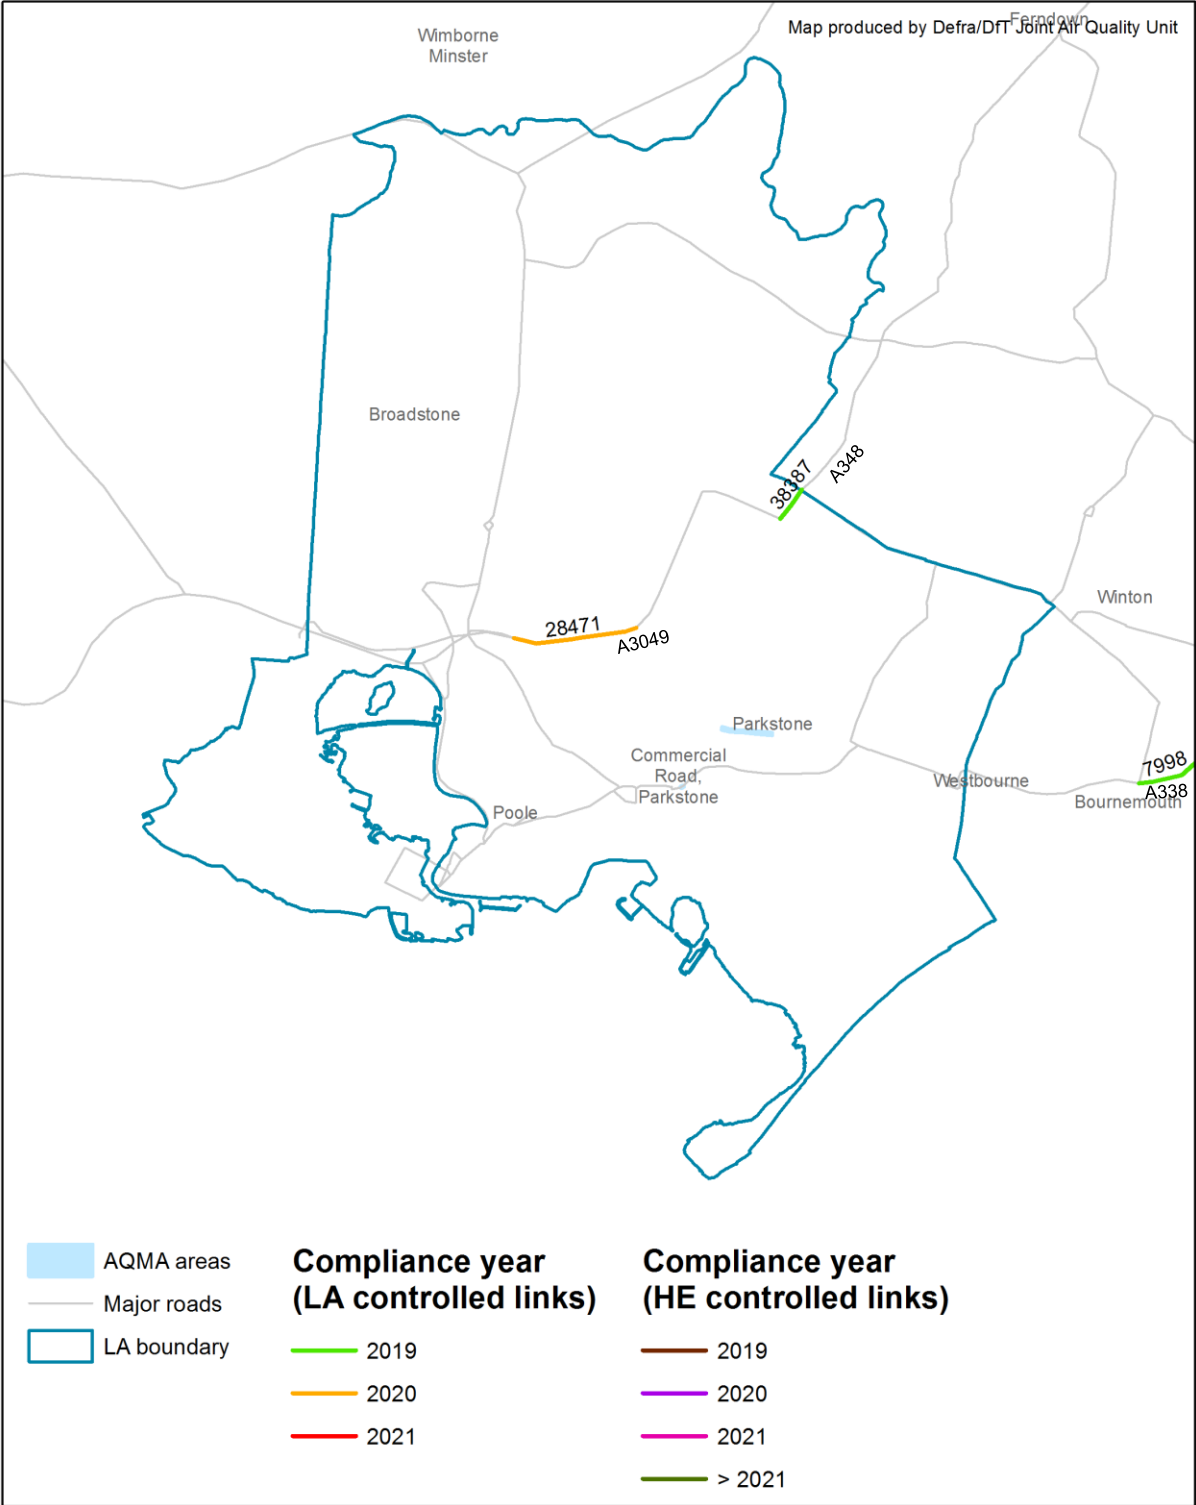 Map produced by Defra/DfT Joint Air Quality Unit
Ferndown
Wimborne
Minster
Broadstone
A348
38387
28471
A3049
Winton
Parkstone
Commercial
Road,
Parkstone
Westbourne
7998
A338
Bournemouth
Poole
AQMA areas
Major roads
LA boundary
Compliance year
(LA controlled links)
2019
2020
2021
Compliance year
(HE controlled links)
2019
2020
2021
> 2021